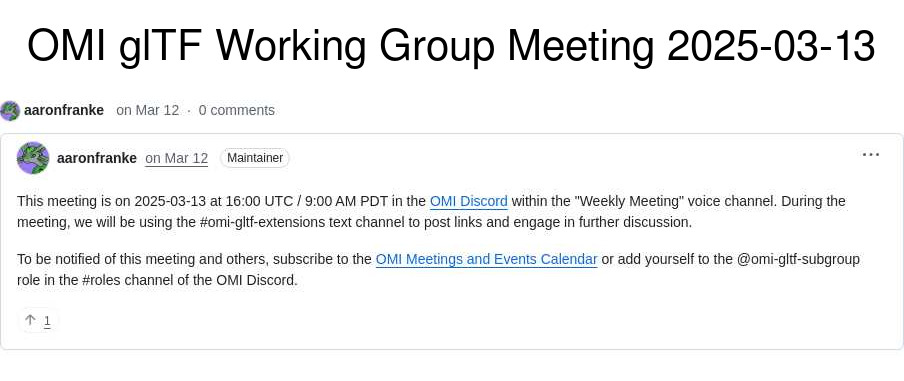 OMI glTF Working Group Meeting 2025-03-13
aaronfranke on Mar 12 · 0 comments
aaronfranke on Mar 12 Maintainer ···
This meeting is on 2025-03-13 at 16:00 UTC / 9:00 AM PDT in the OMI Discord within the "Weekly Meeting" voice channel. During the
meeting, we will be using the #omi-gltf-extensions text channel to post links and engage in further discussion.
To be notified of this meeting and others, subscribe to the OMI Meetings and Events Calendar or add yourself to the @omi-gltf-subgroup
role in the #roles channel of the OMI Discord.
↑ 1